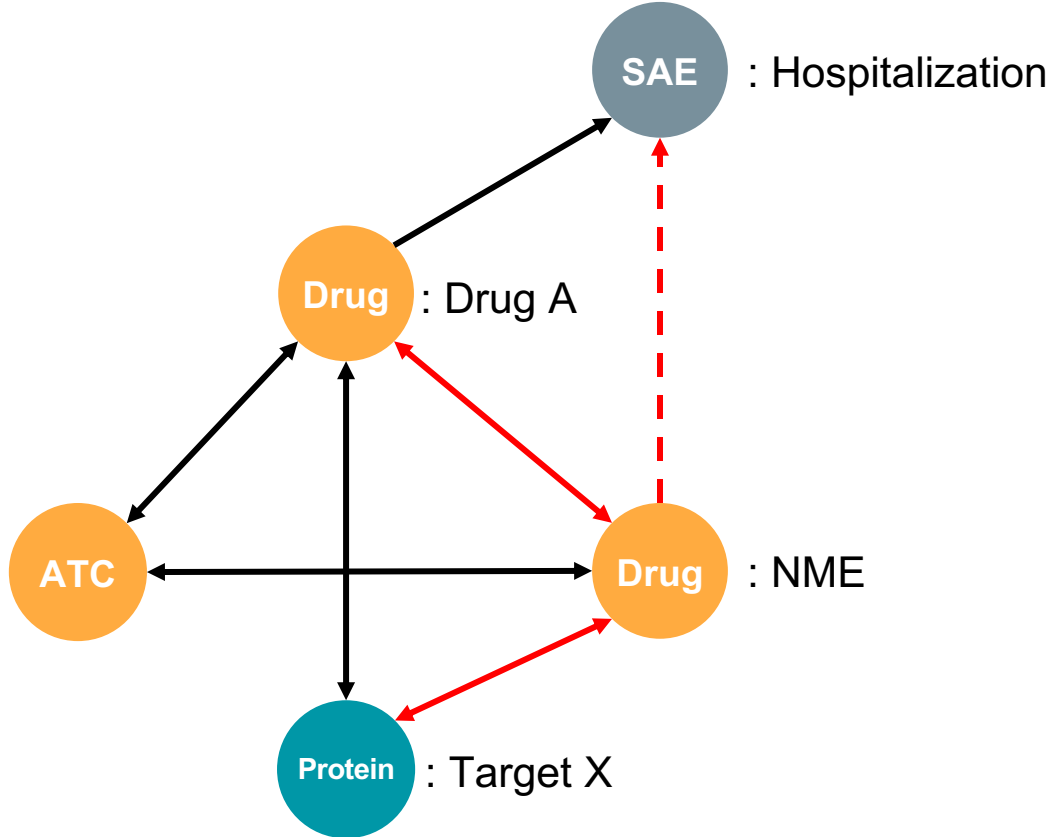 SAE : Hospitalization
Drug : Drug A
ATC
Drug : NME
Protein : Target X